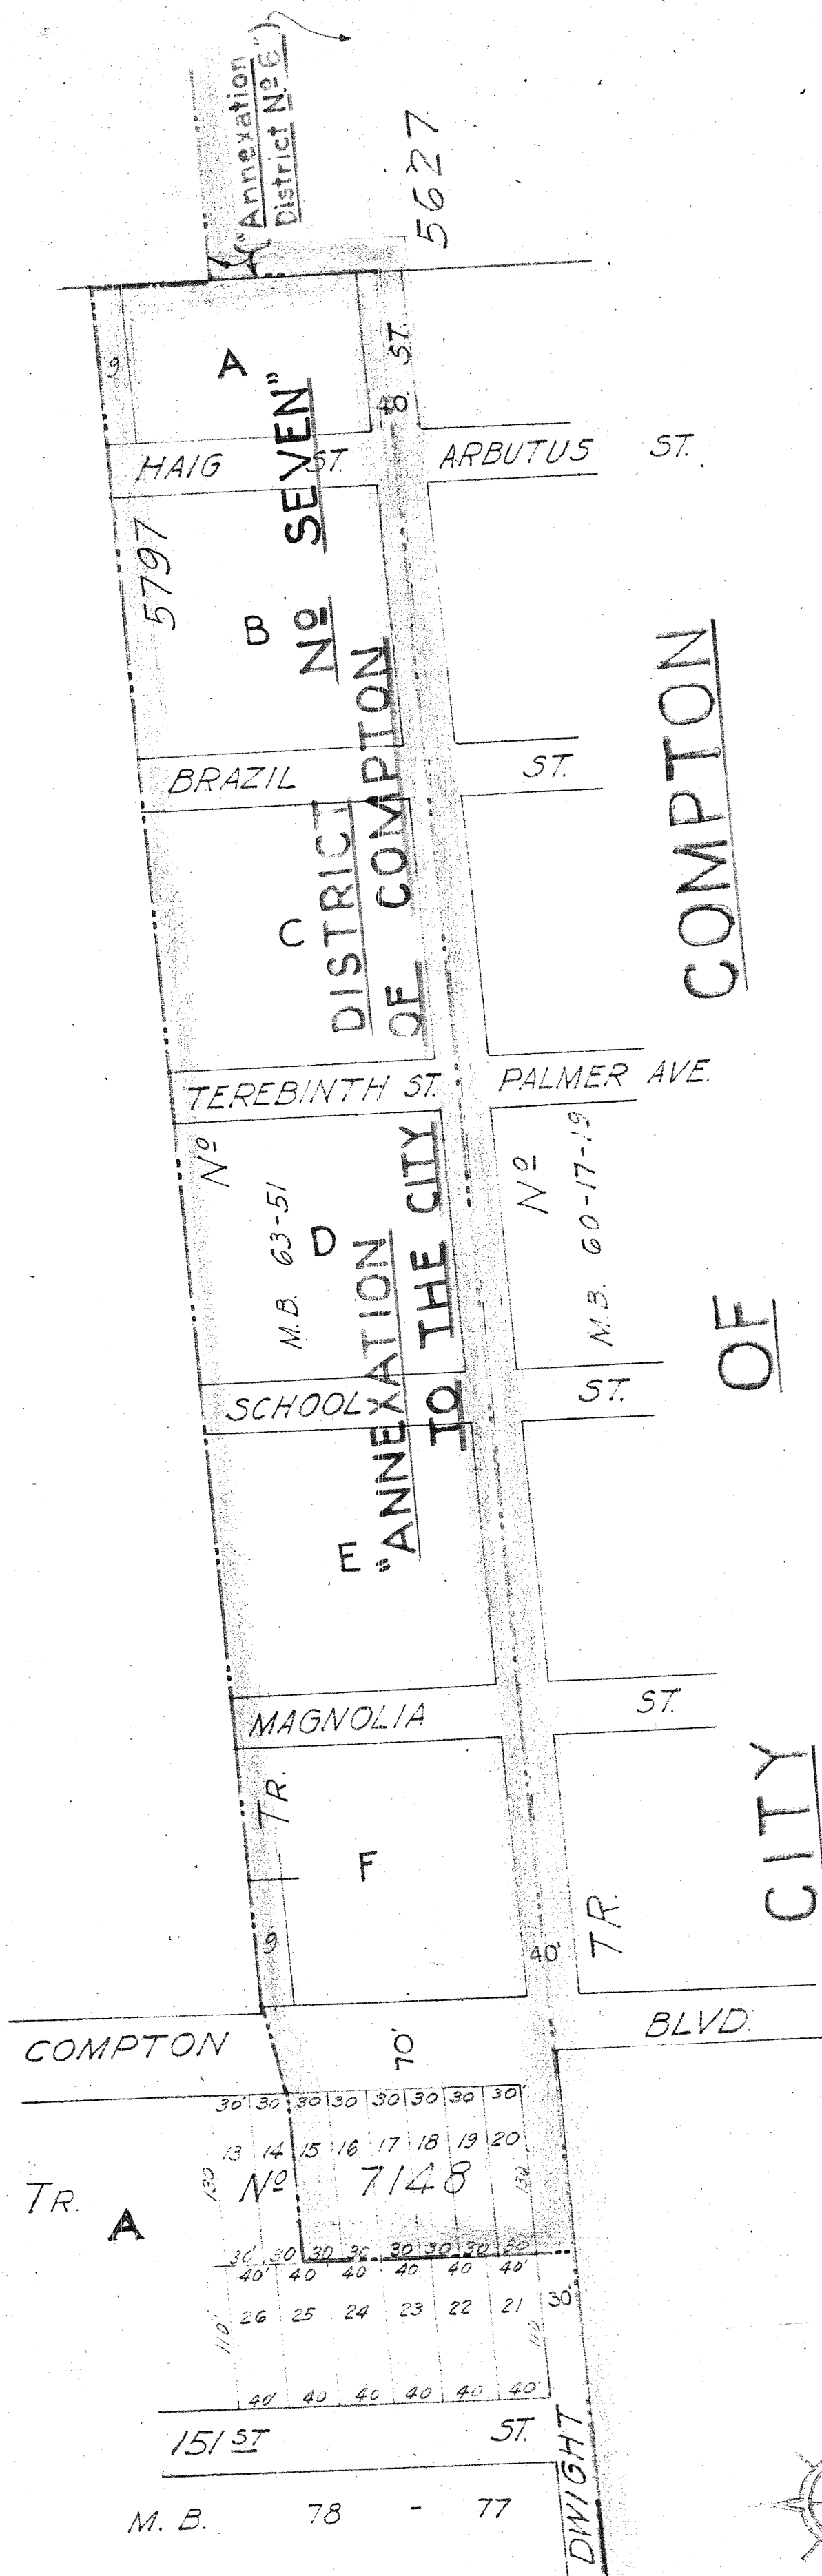 "Annexation
District Nº 6")
5627
9
A
40
ST.
HAIG ST.
ARBUTUS ST.
5797
B
BRAZIL ST.
C
TEREBINTH ST.
PALMER AVE.
Nº
M.B. 63-51
D
Nº
M.B. 60-17-19
SCHOOL ST.
E
"ANNEXATION DISTRICT Nº SEVEN"
TO THE CITY OF COMPTON
CITY OF COMPTON
MAGNOLIA ST.
TR.
F
9
40'
TR.
COMPTON BLVD.
70'
30' 30 30 30 30 30 30 30'
13 14 15 16 17 18 19 20
130 130
TR. A Nº 7148
30' 30 30 30 30 30 30 30'
40' 40 40 40 40 40'
26 25 24 23 22 21
110' 110'
30'
40' 40 40 40 40 40'
151 ST ST.
DWIGHT
M. B. 78 - 77